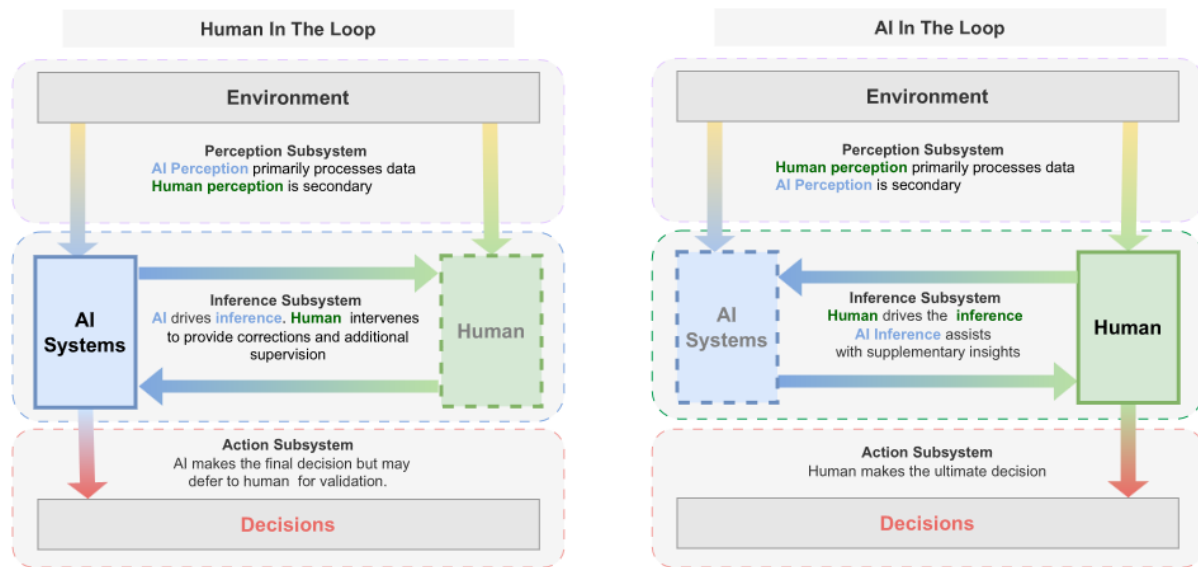 Human In The Loop
Environment
Perception Subsystem
AI Perception primarily processes data
Human perception is secondary
AI
Systems
Inference Subsystem
AI drives inference. Human intervenes
to provide corrections and additional
supervision
Human
Action Subsystem
AI makes the final decision but may
defer to human for validation.
Decisions
AI In The Loop
Environment
Perception Subsystem
Human perception primarily processes data
AI Perception is secondary
AI
Systems
Inference Subsystem
Human drives the inference
AI Inference assists
with supplementary insights
Human
Action Subsystem
Human makes the ultimate decision
Decisions